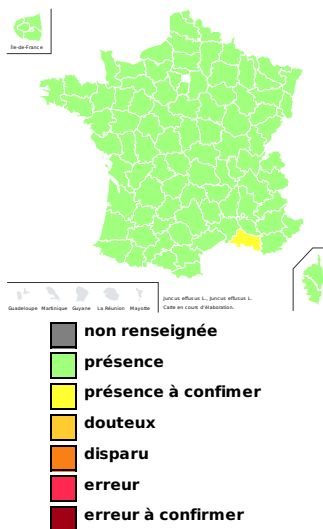 Île-de-France
Guadeloupe Martinique Guyane La Réunion Mayotte
Juncus effusus L., Juncus effusus L.
Carte en cours d'élaboration.
non renseignée
présence
présence à confimer
douteux
disparu
erreur
erreur à confirmer